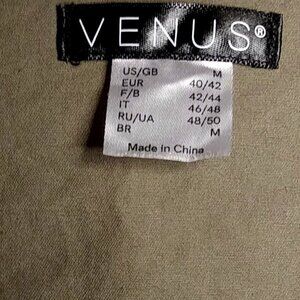 VENUS®
US/GB M
EUR 40/42
F/B 42/44
IT 46/48
RU/UA 48/50
BR M
Made in China